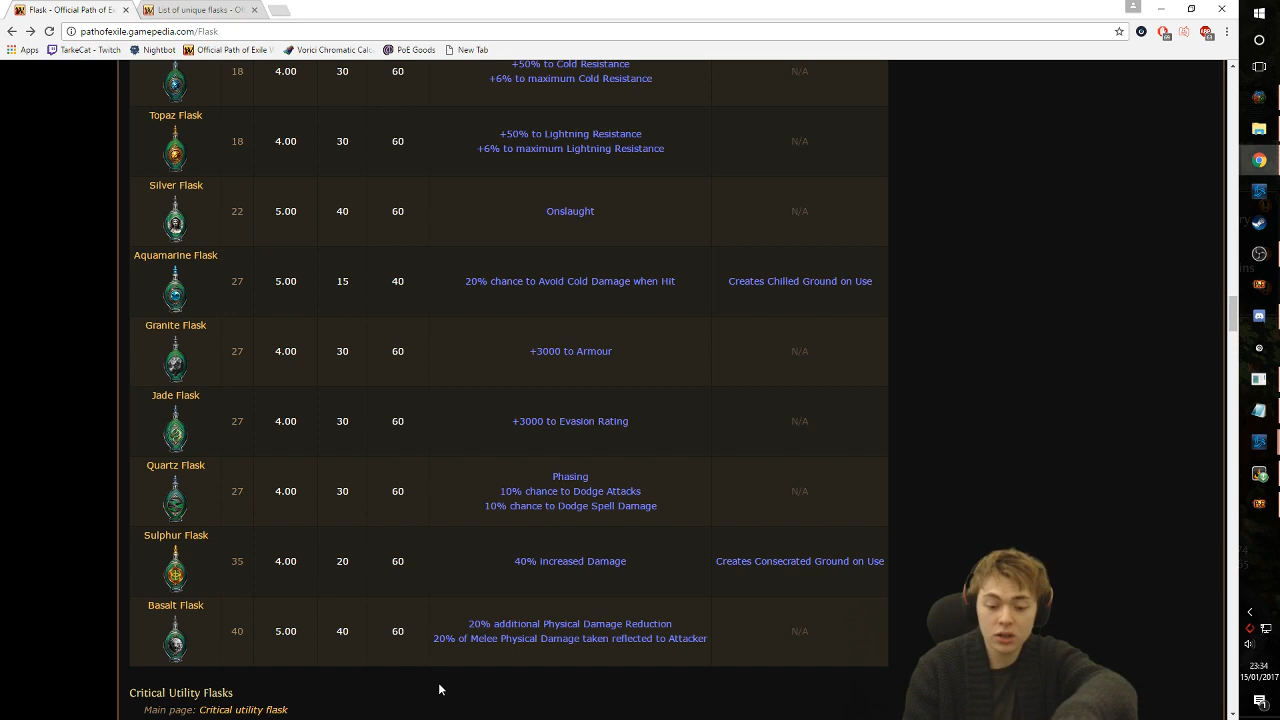 Flask - Official Path of Ex
List of unique flasks - Of
pathofexile.gamepedia.com/Flask
Apps TarkeCat - Twitch Nightbot Official Path of Exile W Vorici Chromatic Calc PoE Goods New Tab
+50% to Cold Resistance
18 4.00 30 60 +6% to maximum Cold Resistance N/A
Topaz Flask
18 4.00 30 60 +50% to Lightning Resistance N/A
+6% to maximum Lightning Resistance
Silver Flask
22 5.00 40 60 Onslaught N/A
Aquamarine Flask
27 5.00 15 40 20% chance to Avoid Cold Damage when Hit Creates Chilled Ground on Use
Granite Flask
27 4.00 30 60 +3000 to Armour N/A
Jade Flask
27 4.00 30 60 +3000 to Evasion Rating N/A
Quartz Flask
Phasing
27 4.00 30 60 10% chance to Dodge Attacks N/A
10% chance to Dodge Spell Damage
Sulphur Flask
35 4.00 20 60 40% increased Damage Creates Consecrated Ground on Use
Basalt Flask
40 5.00 40 60 20% additional Physical Damage Reduction N/A
20% of Melee Physical Damage taken reflected to Attacker
Critical Utility Flasks
Main page: Critical utility flask
23:34
15/01/2017